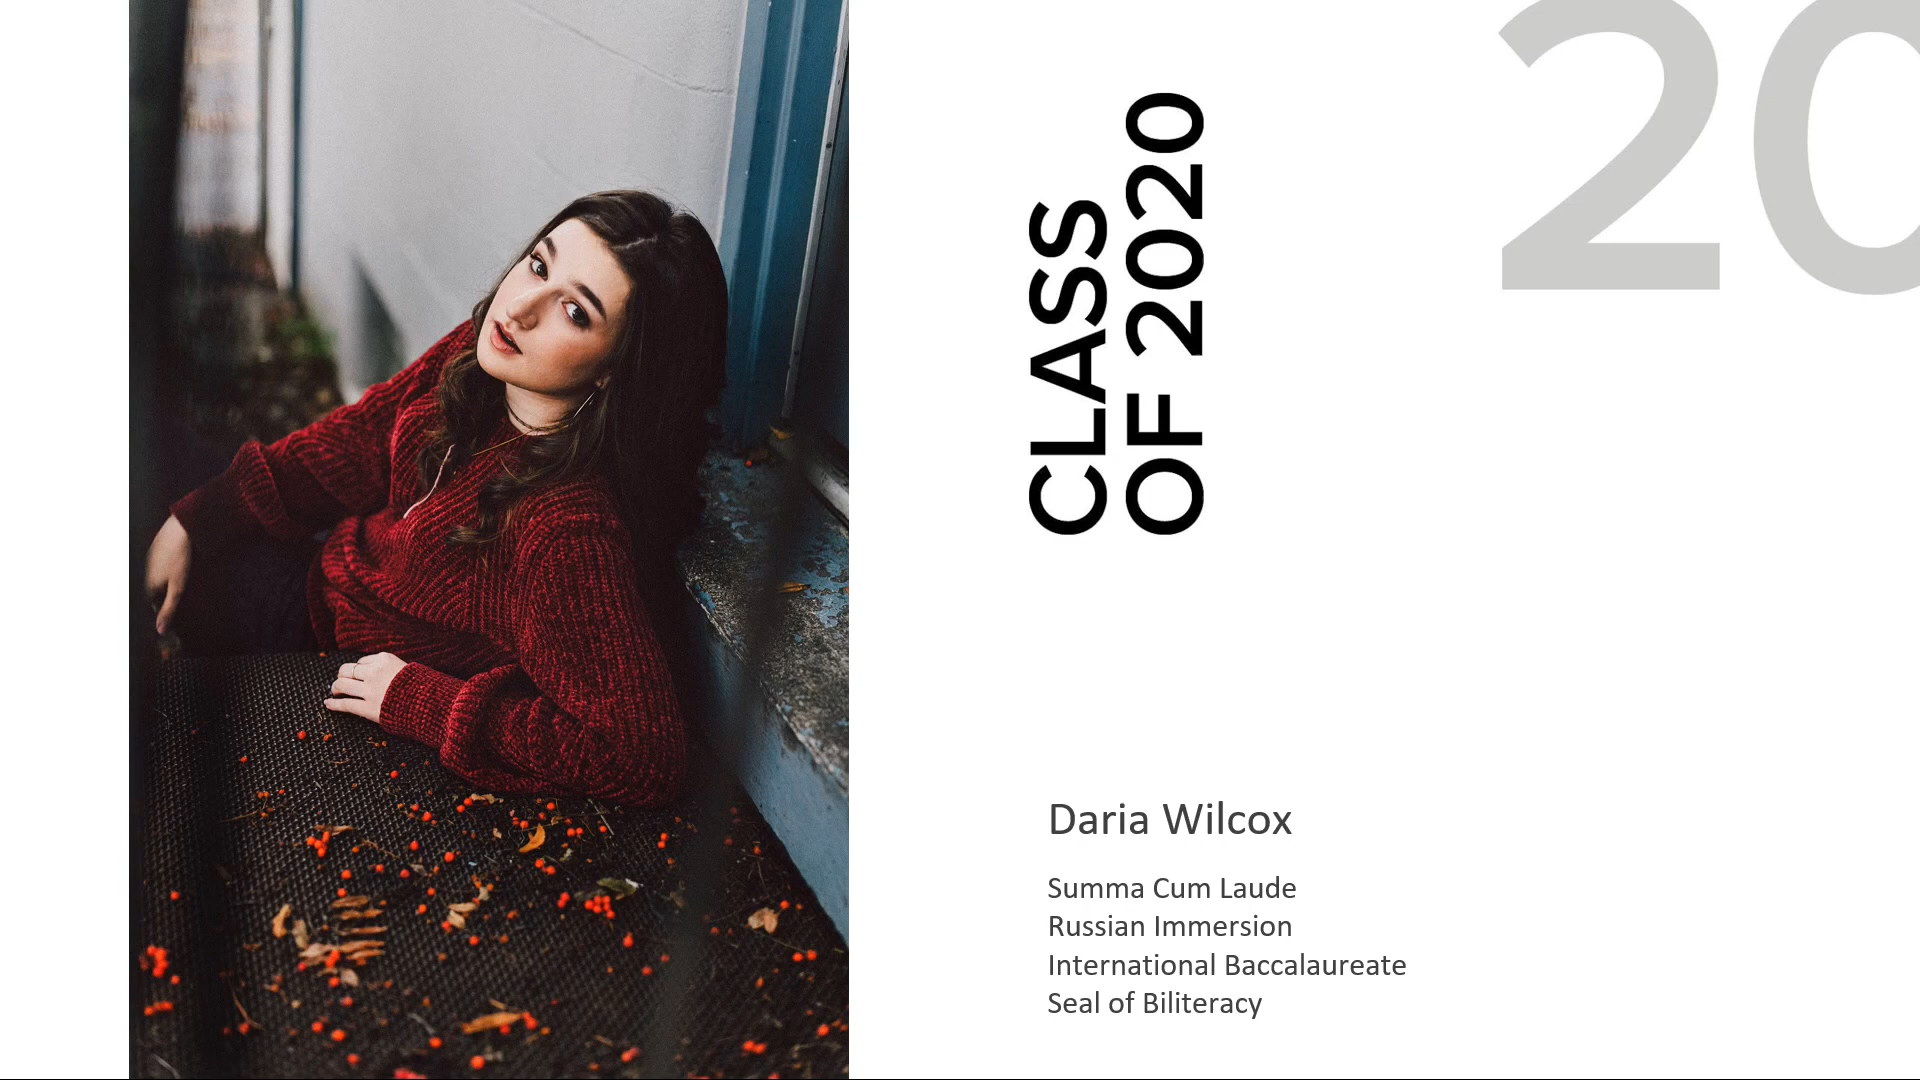 CLASS
OF 2020
20
Daria Wilcox
Summa Cum Laude
Russian Immersion
International Baccalaureate
Seal of Biliteracy